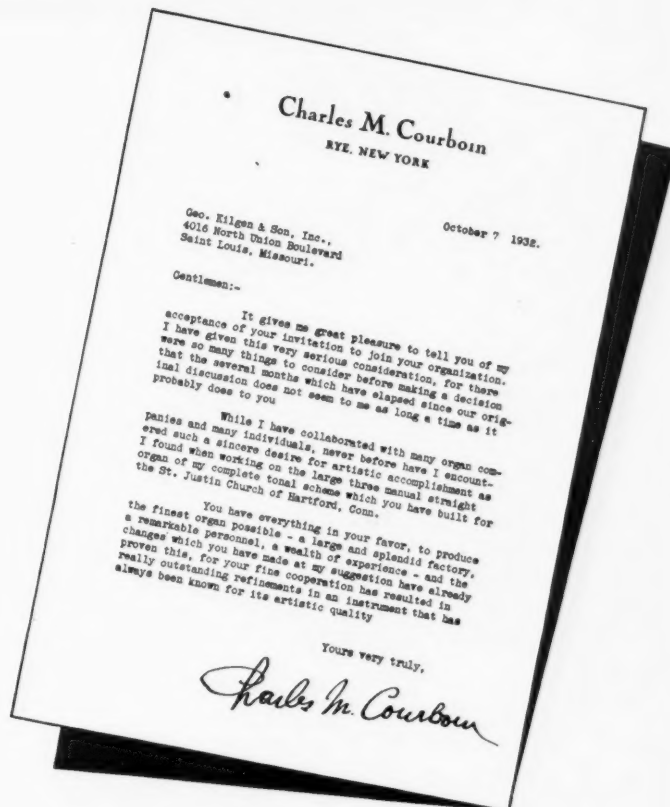 Charles M. Courboin
RYE, NEW YORK
October 7 1932.
Geo. Kilgen & Son, Inc.,
4016 North Union Boulevard
Saint Louis, Missouri.
Gentlemen:-
It gives me great pleasure to tell you of my
acceptance of your invitation to join your organization.
I have given this very serious consideration, for there
were so many things to consider before making a decision
that the several months which have elapsed since our orig-
inal discussion does not seem to me as long a time as it
probably does to you
While I have collaborated with many organ com-
panies and many individuals, never before have I encount-
ered such a sincere desire for artistic accomplishment as
I found when working on the large three manual straight
organ of my complete tonal scheme which you have built for
the St. Justin Church of Hartford, Conn.
You have everything in your favor, to produce
the finest organ possible - a large and splendid factory,
a remarkable personnel, a wealth of experience - and the
changes which you have made at my suggestion have already
proven this, for your fine cooperation has resulted in
really outstanding refinements in an instrument that has
always been known for its artistic quality
Yours very truly,
Charles M. Courboin